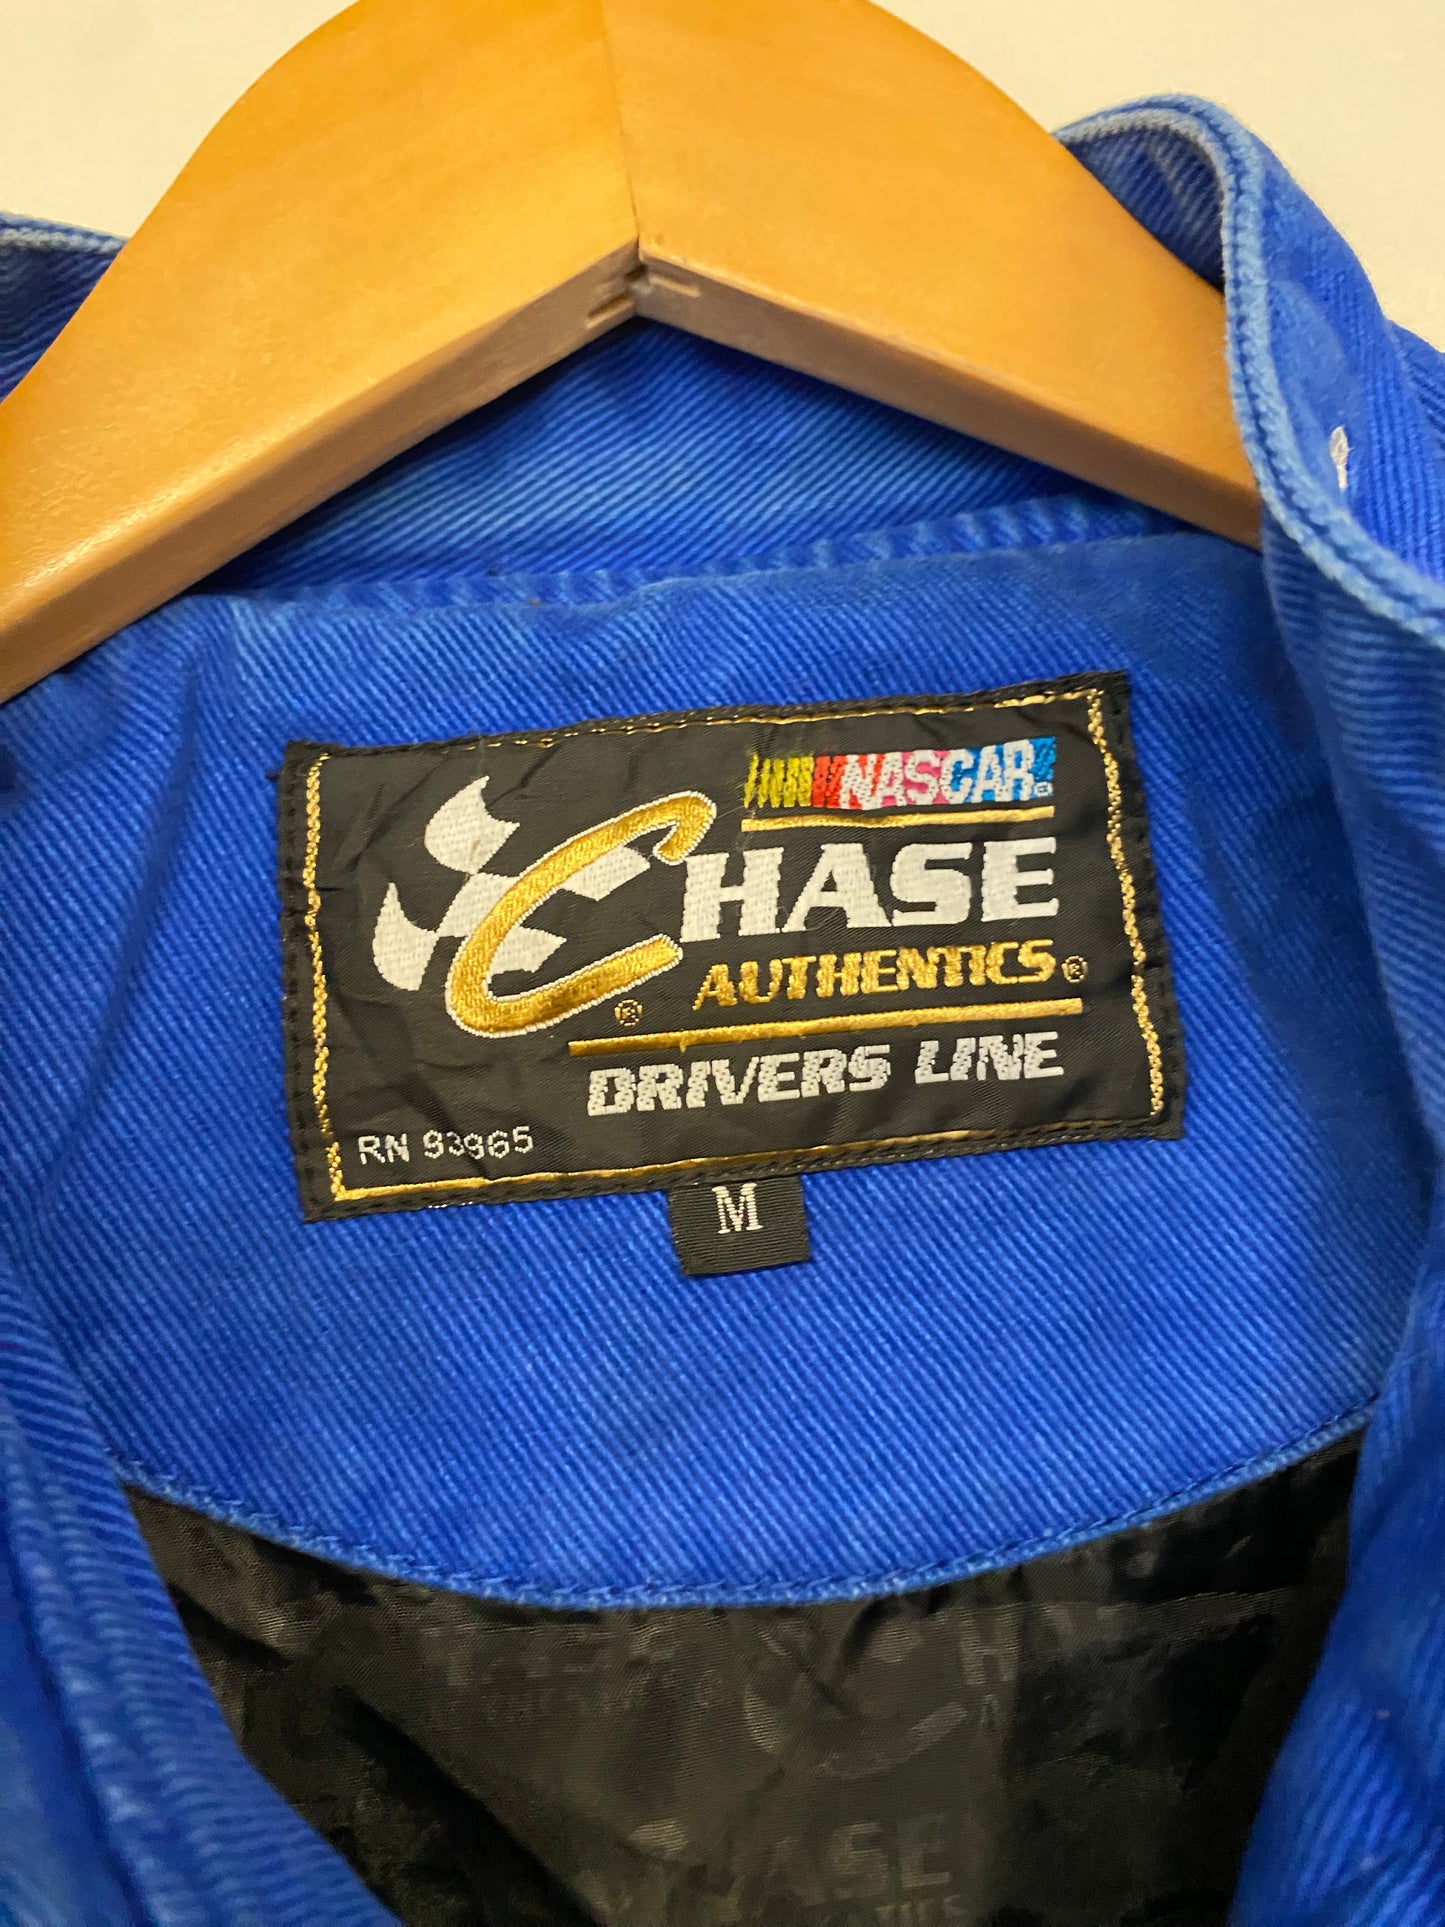 NASCAR®
CHASE
AUTHENTICS®
®
DRIVERS LINE
RN 93965
M